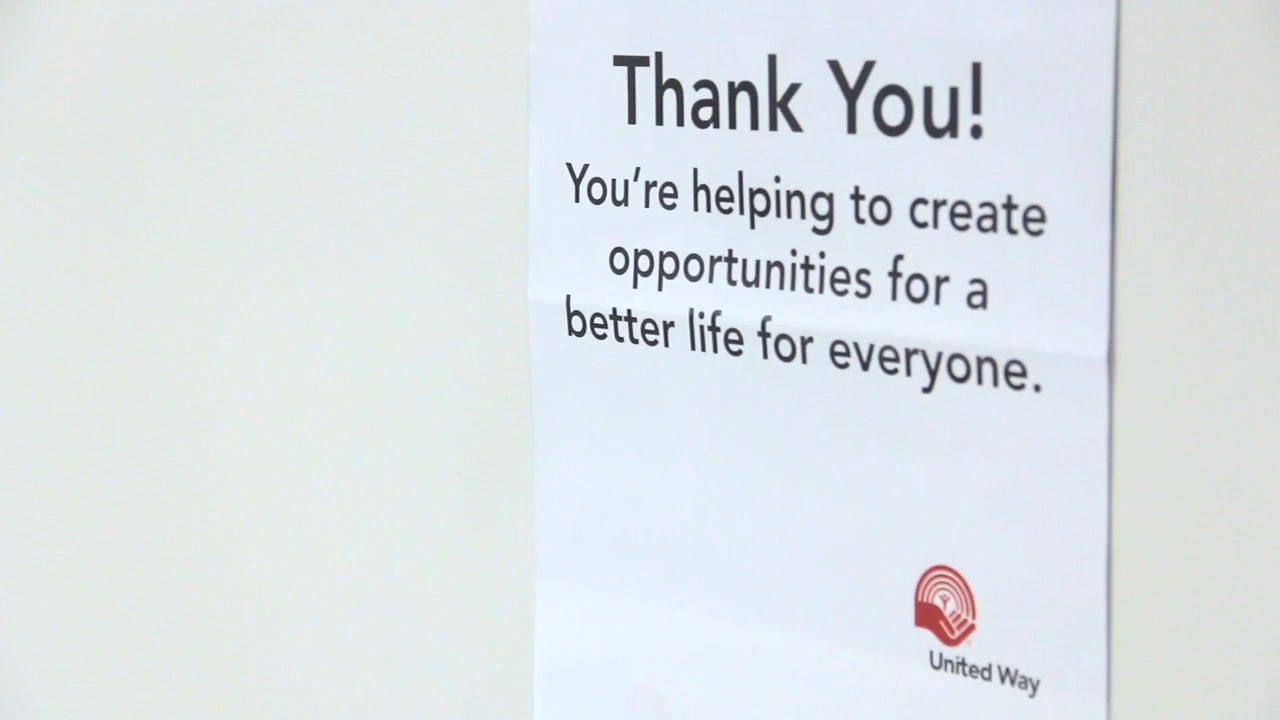 Thank You!
You’re helping to create
opportunities for a
better life for everyone.
United Way